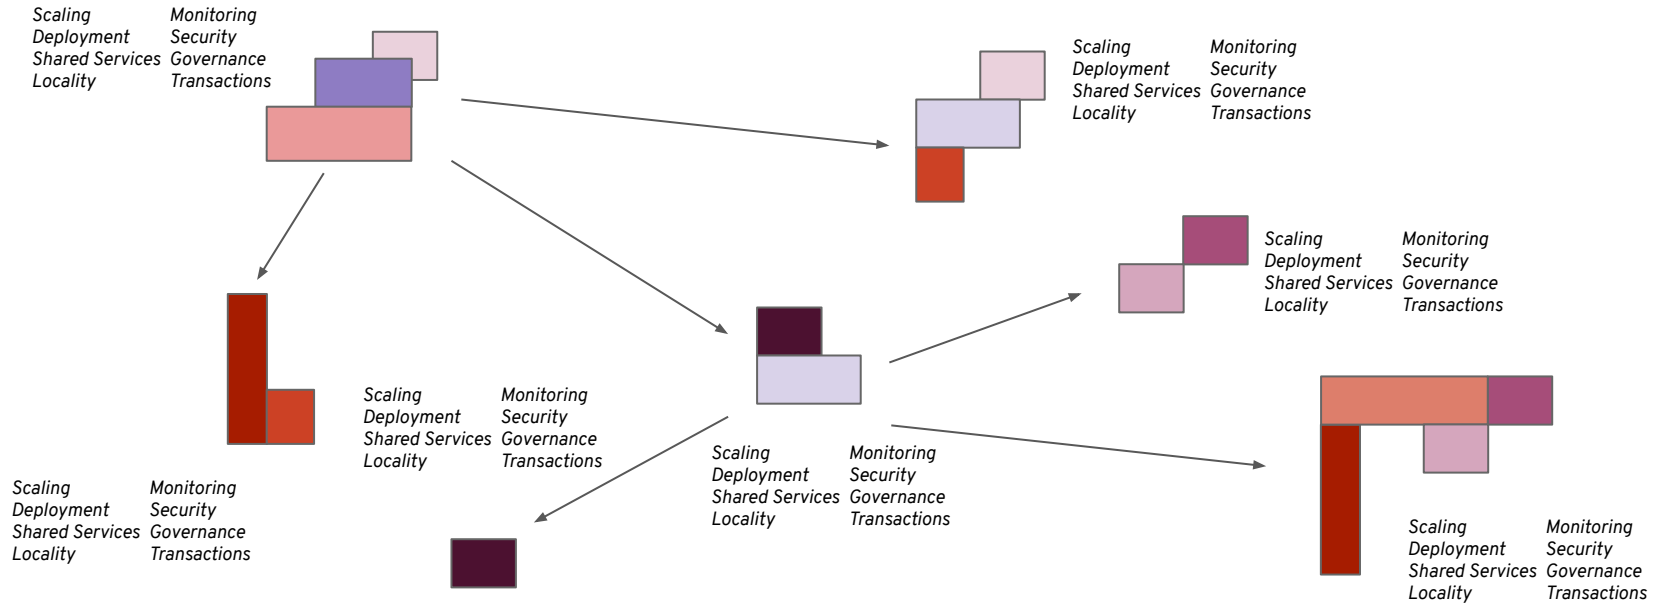 Scaling Monitoring
Deployment Security
Shared Services Governance
Locality Transactions
Scaling Monitoring
Deployment Security
Shared Services Governance
Locality Transactions
Scaling Monitoring
Deployment Security
Shared Services Governance
Locality Transactions
Scaling Monitoring
Deployment Security
Shared Services Governance
Locality Transactions
Scaling Monitoring
Deployment Security
Shared Services Governance
Locality Transactions
Scaling Monitoring
Deployment Security
Shared Services Governance
Locality Transactions
Scaling Monitoring
Deployment Security
Shared Services Governance
Locality Transactions